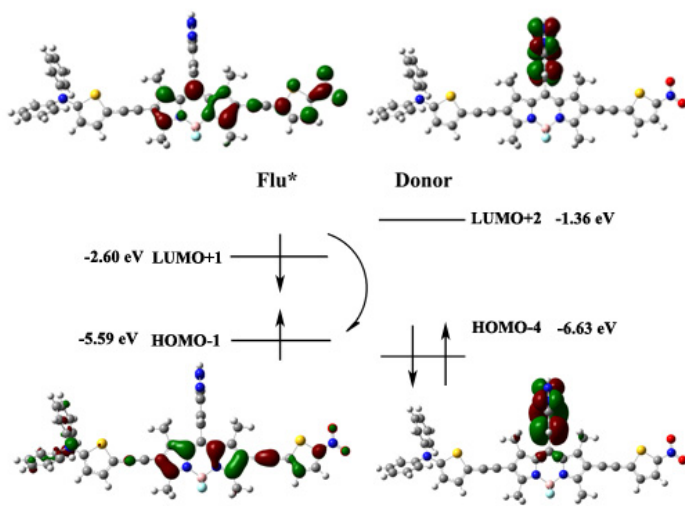 Flu* Donor
LUMO+2 -1.36 eV
-2.60 eV LUMO+1
-5.59 eV HOMO-1
HOMO-4 -6.63 eV